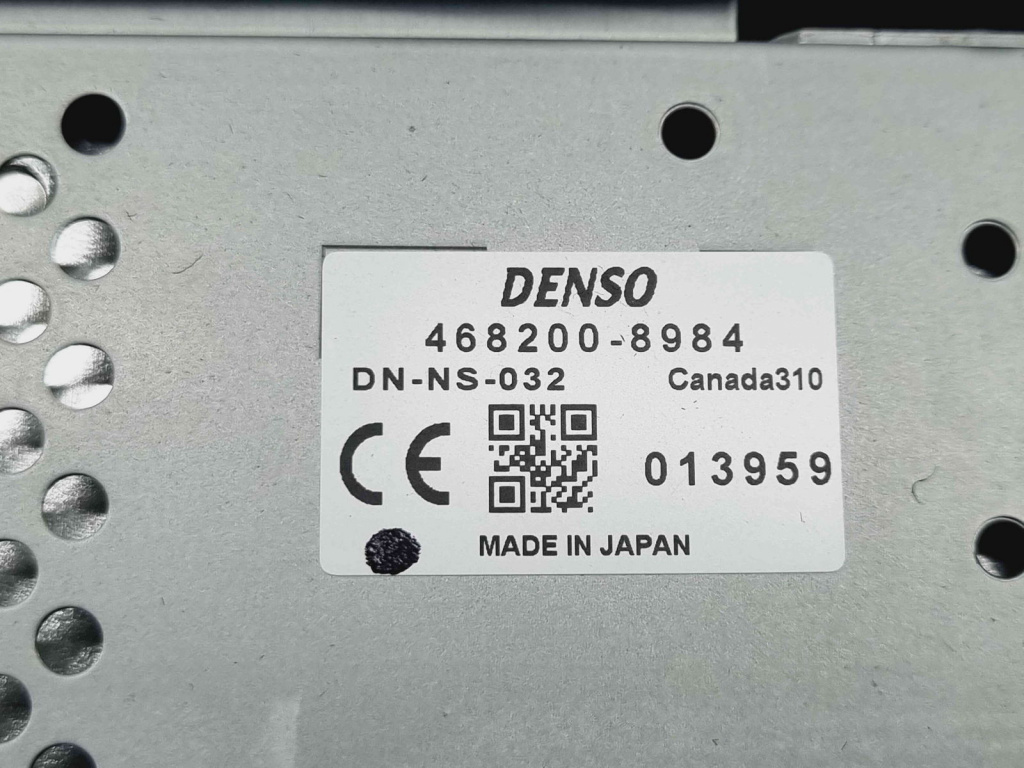 DENSO
468200-8984
DN-NS-032 Canada310
CE 013959
MADE IN JAPAN